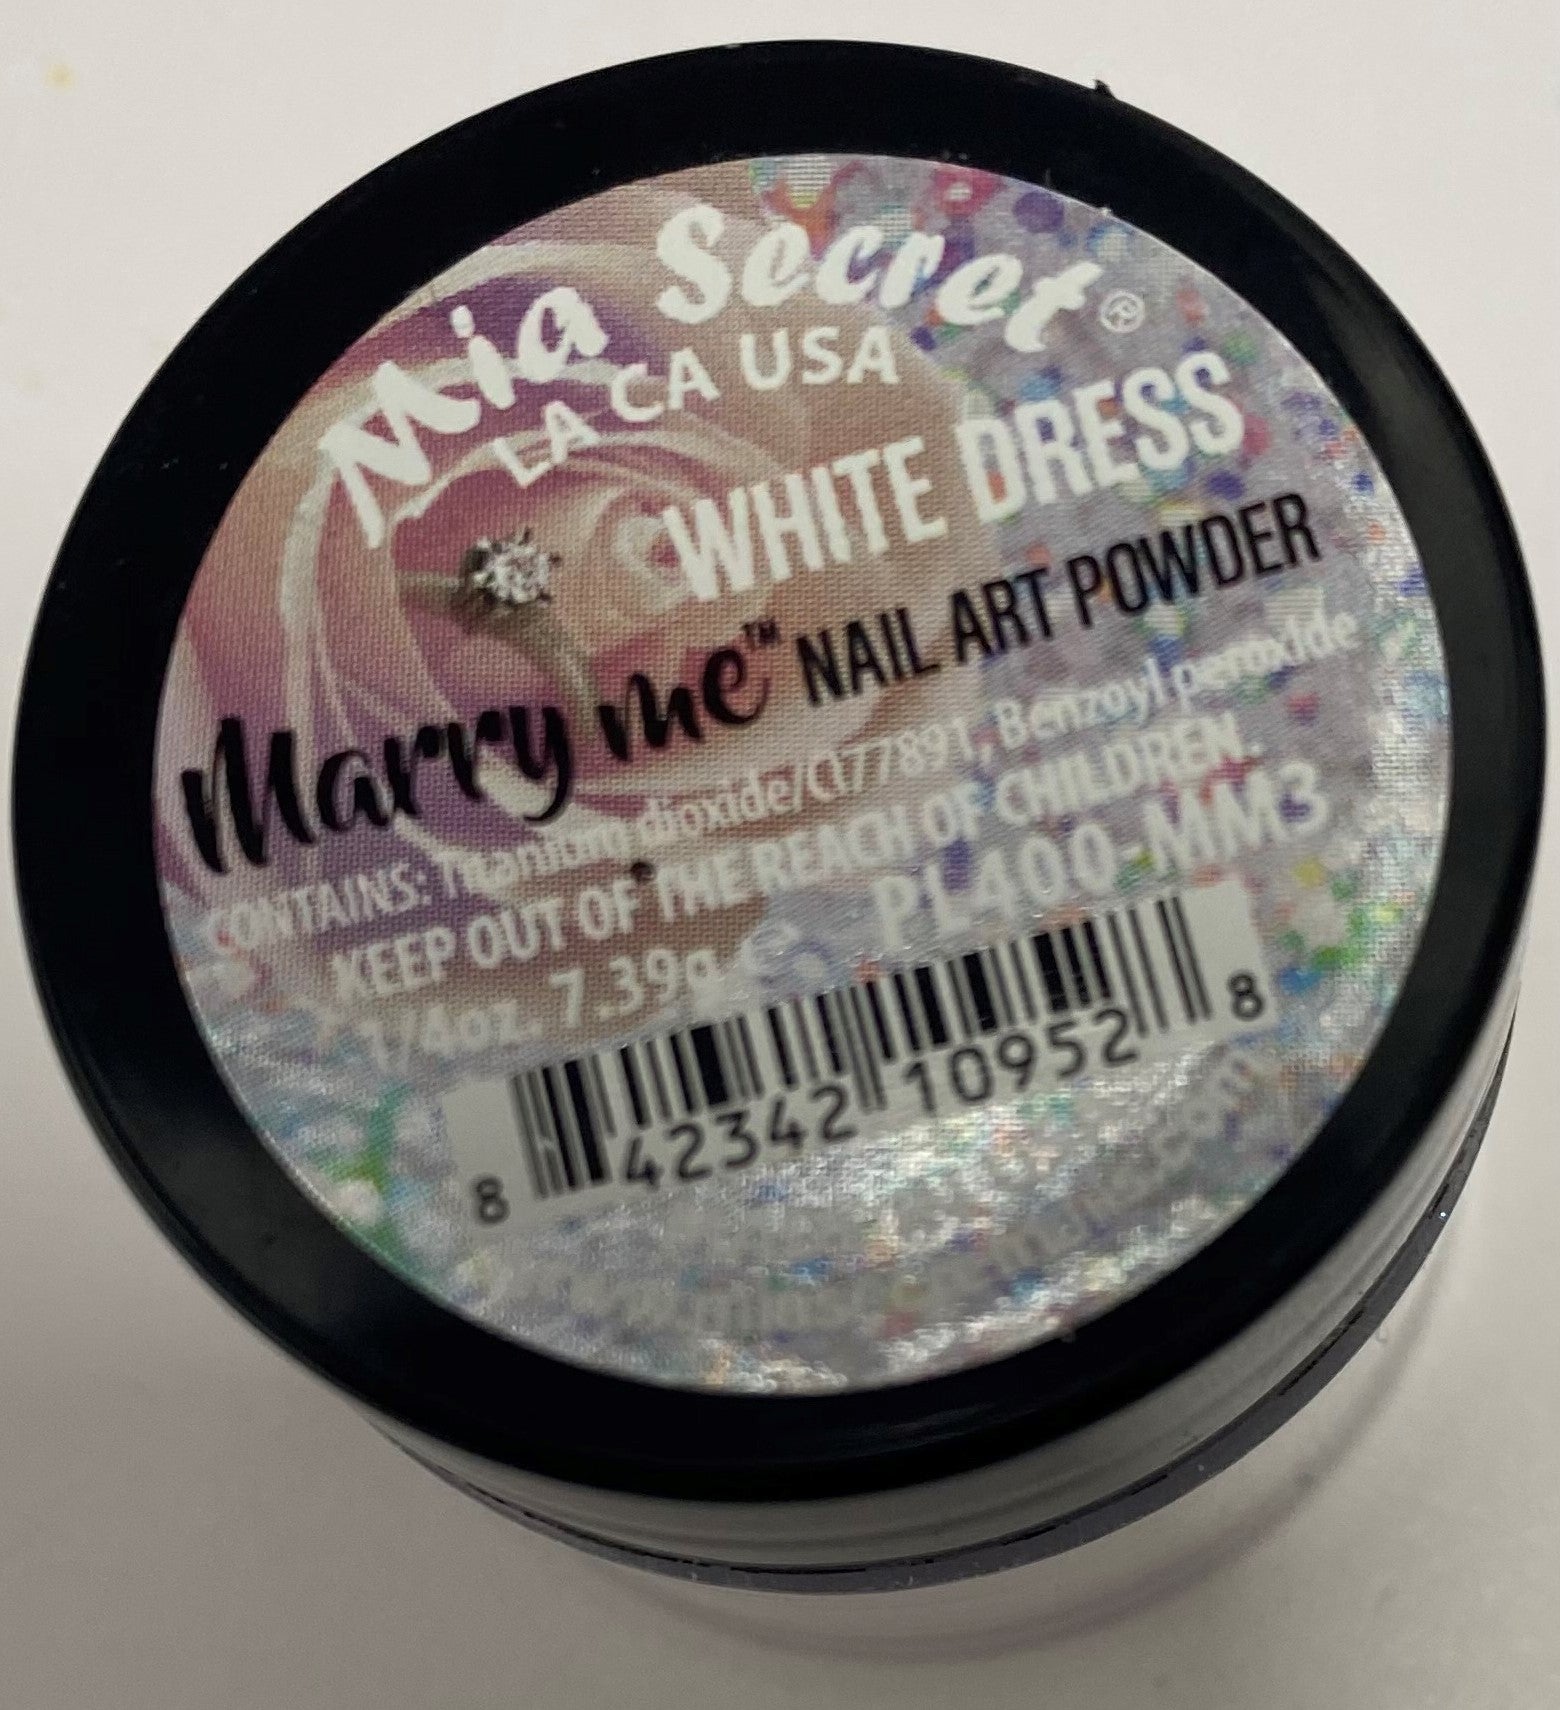 Mia Secret®
LA CA USA
WHITE DRESS
Marry me™ NAIL ART POWDER
CONTAINS: Titanium dioxide/CI77891, Benzoyl peroxide
KEEP OUT OF THE REACH OF CHILDREN.
1/4oz. 7.39g ℮ PL400-MM3
8 42342 10952 8